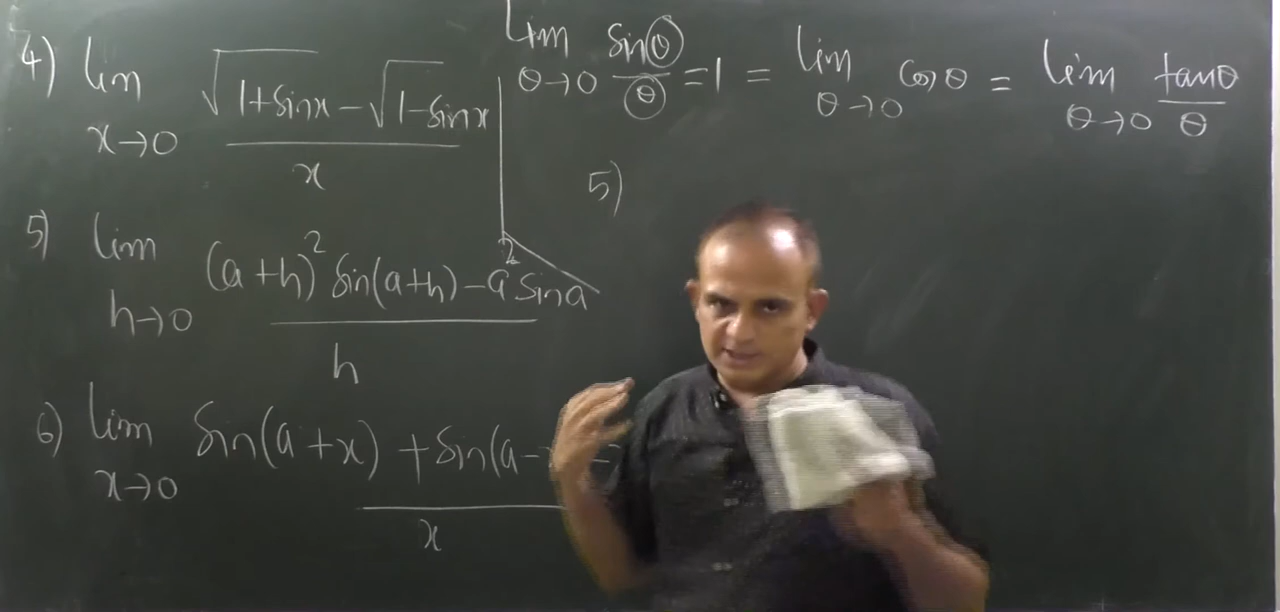 4) lim x→0 √(1+sinx) − √(1−sinx) / x
lim θ→0 sinθ / θ = 1 = lim θ→0 cosθ = lim θ→0 tanθ / θ
5)
5) lim h→0 (a+h)² sin(a+h) − a² sin a / h
6) lim x→0 sin(a+x) + sin(a− / x